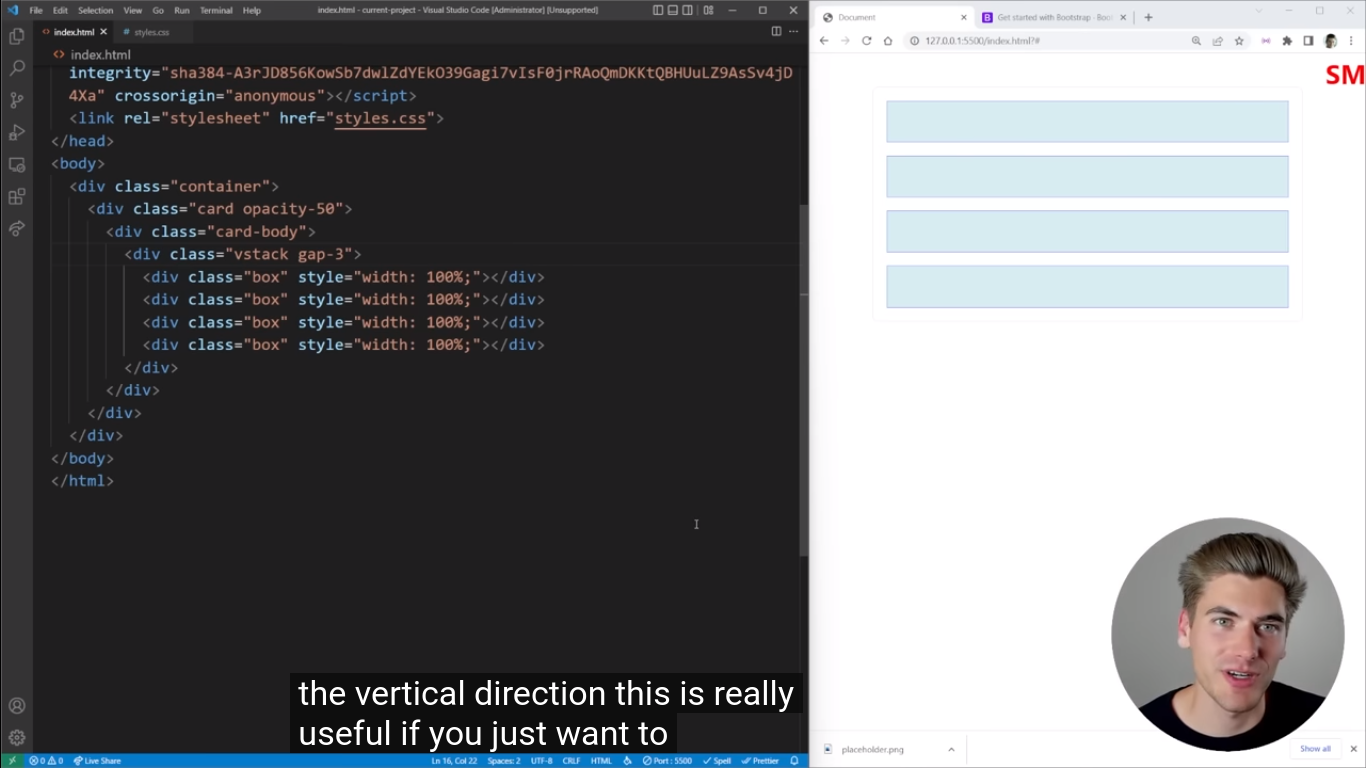 File Edit Selection View Go Run Terminal Help
index.html - current-project - Visual Studio Code [Administrator] [Unsupported]
index.html
styles.css
index.html
integrity="sha384-A3rJD856KowSb7dwlZdYEkO39Gagi7vIsF0jrRAoQmDKKtQBHUuLZ9AsSv4jD
4Xa" crossorigin="anonymous"></script>
<link rel="stylesheet" href="styles.css">
</head>
<body>
<div class="container">
<div class="card opacity-50">
<div class="card-body">
<div class="vstack gap-3">
<div class="box" style="width: 100%;"></div>
<div class="box" style="width: 100%;"></div>
<div class="box" style="width: 100%;"></div>
<div class="box" style="width: 100%;"></div>
</div>
</div>
</div>
</div>
</body>
</html>
0 0 Live Share
Ln 16, Col 22 Spaces: 2 UTF-8 CRLF HTML Port : 5500 Spell Prettier
Document
Get started with Bootstrap · Boo
127.0.0.1:5500/index.html?#
SM
placeholder.png
Show all
the vertical direction this is really
useful if you just want to